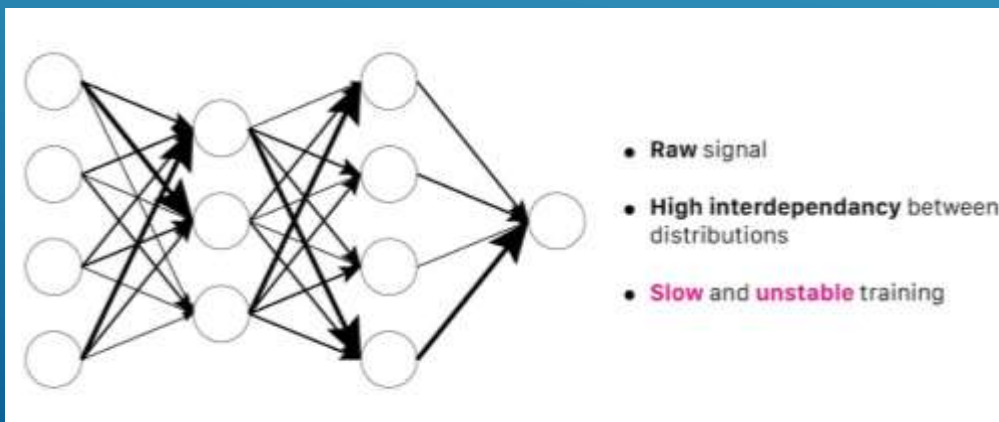 • Raw signal
• High interdependancy between
distributions
• Slow and unstable training